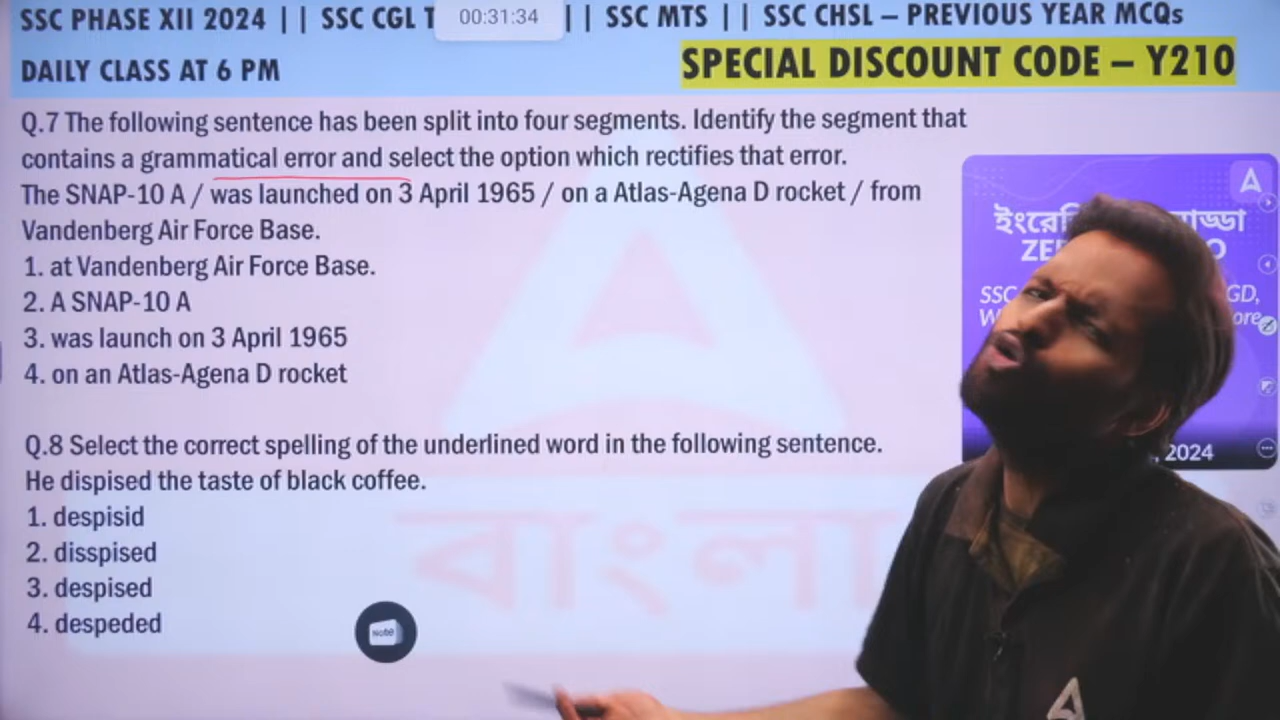 SSC PHASE XII 2024 || SSC CGL T 00:31:34 || SSC MTS || SSC CHSL – PREVIOUS YEAR MCQs
DAILY CLASS AT 6 PM
SPECIAL DISCOUNT CODE – Y210
Q.7 The following sentence has been split into four segments. Identify the segment that
contains a grammatical error and select the option which rectifies that error.
The SNAP-10 A / was launched on 3 April 1965 / on a Atlas-Agena D rocket / from
Vandenberg Air Force Base.
1. at Vandenberg Air Force Base.
2. A SNAP-10 A
3. was launch on 3 April 1965
4. on an Atlas-Agena D rocket
Q.8 Select the correct spelling of the underlined word in the following sentence.
He dispised the taste of black coffee.
1. despisid
2. disspised
3. despised
4. despeded
Note
বাংলা
SSC
GD,
, 2024